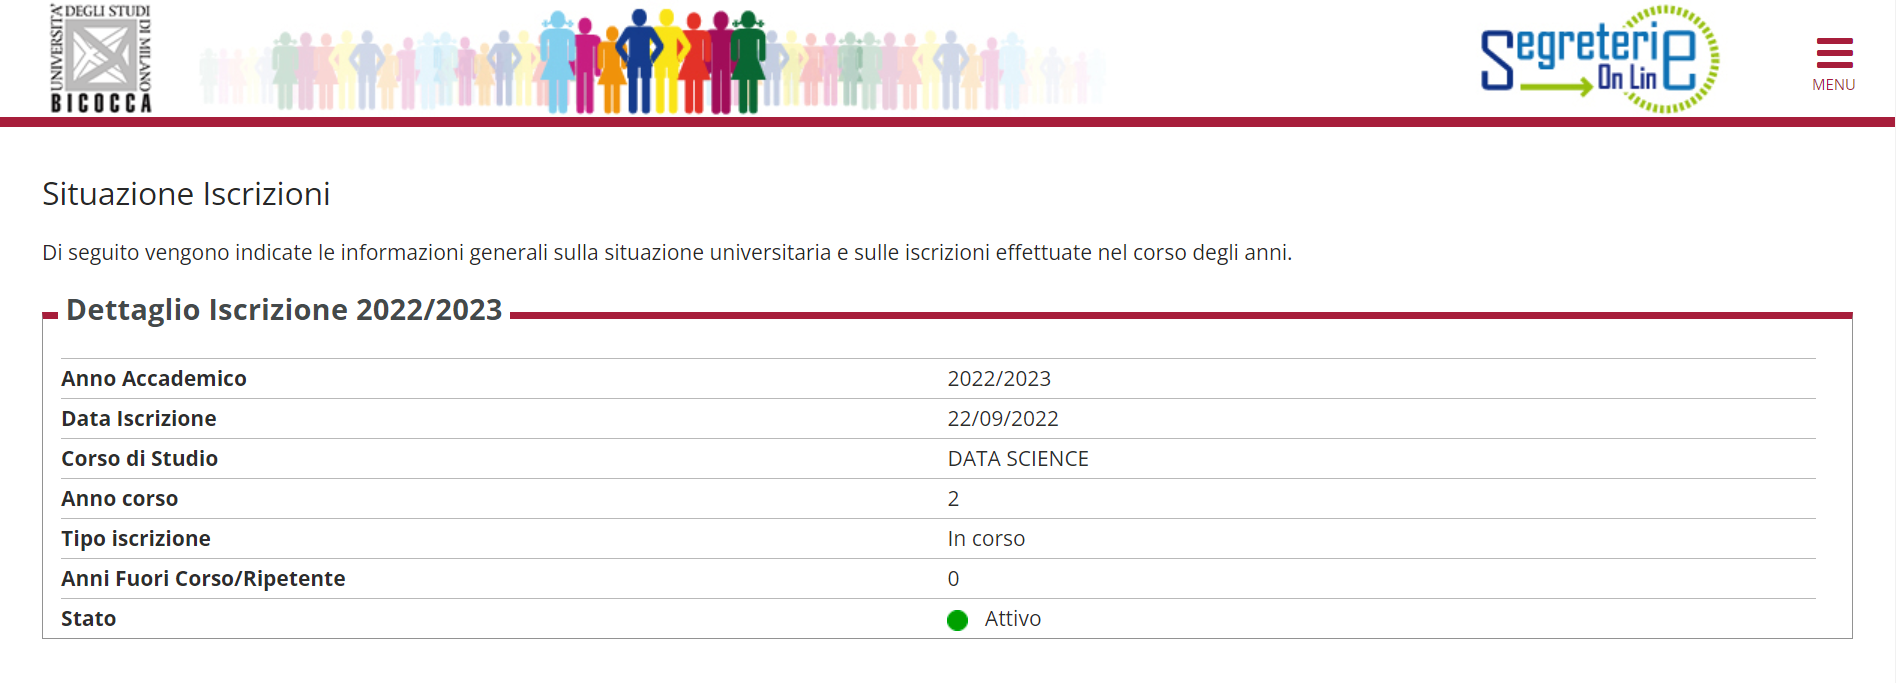 UNIVERSITÀ DEGLI STUDI DI MILANO
BICOCCA
Segreterie
On Line
MENU
Situazione Iscrizioni
Di seguito vengono indicate le informazioni generali sulla situazione universitaria e sulle iscrizioni effettuate nel corso degli anni.
Dettaglio Iscrizione 2022/2023
Anno Accademico 2022/2023
Data Iscrizione 22/09/2022
Corso di Studio DATA SCIENCE
Anno corso 2
Tipo iscrizione In corso
Anni Fuori Corso/Ripetente 0
Stato Attivo